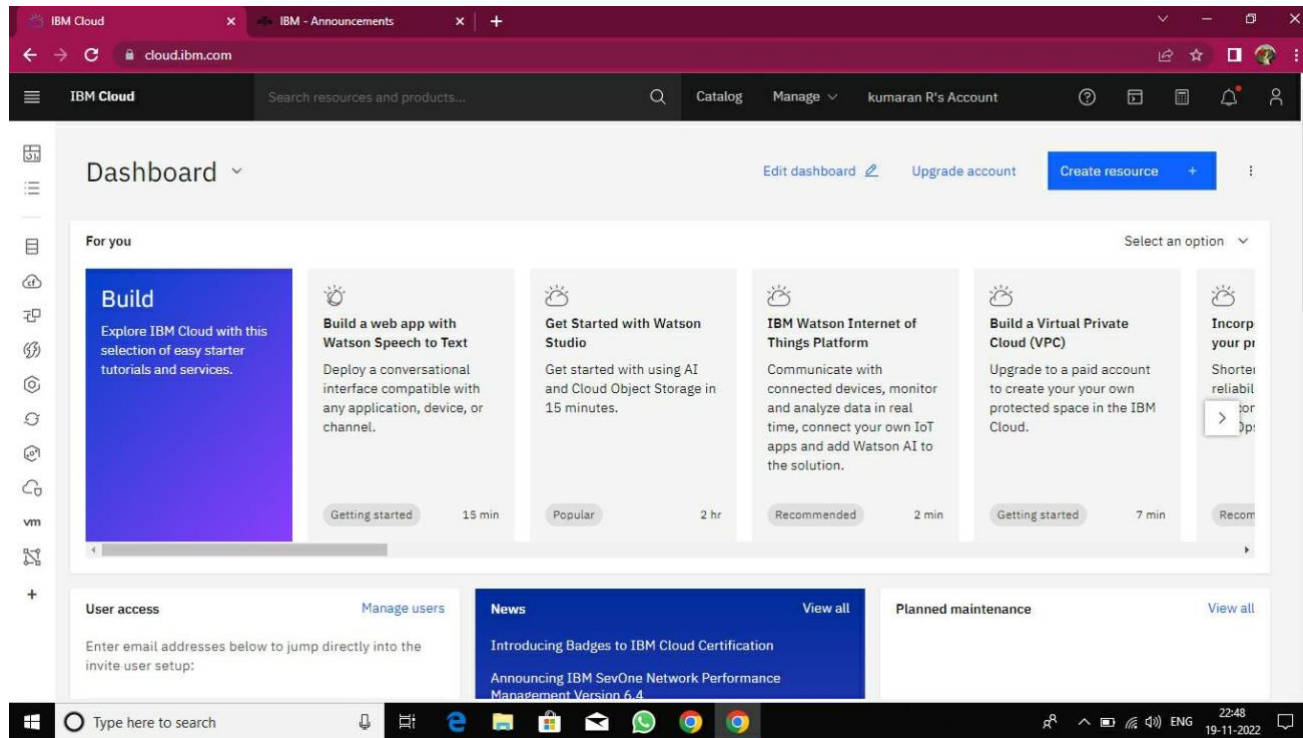 IBM Cloud
IBM - Announcements
cloud.ibm.com
IBM Cloud
Search resources and products...
Catalog
Manage
kumaran R's Account
Dashboard
Edit dashboard
Upgrade account
Create resource +
For you
Select an option
Build
Explore IBM Cloud with this
selection of easy starter
tutorials and services.
Build a web app with
Watson Speech to Text
Deploy a conversational
interface compatible with
any application, device, or
channel.
Getting started 15 min
Get Started with Watson
Studio
Get started with using AI
and Cloud Object Storage in
15 minutes.
Popular 2 hr
IBM Watson Internet of
Things Platform
Communicate with
connected devices, monitor
and analyze data in real
time, connect your own IoT
apps and add Watson AI to
the solution.
Recommended 2 min
Build a Virtual Private
Cloud (VPC)
Upgrade to a paid account
to create your your own
protected space in the IBM
Cloud.
Getting started 7 min
Incorp
your pr
Shorter
reliabil
Recom
vm
User access
Manage users
Enter email addresses below to jump directly into the
invite user setup:
News
View all
Introducing Badges to IBM Cloud Certification
Announcing IBM SevOne Network Performance
Management Version 6.4
Planned maintenance
View all
Type here to search
ENG
22:48
19-11-2022